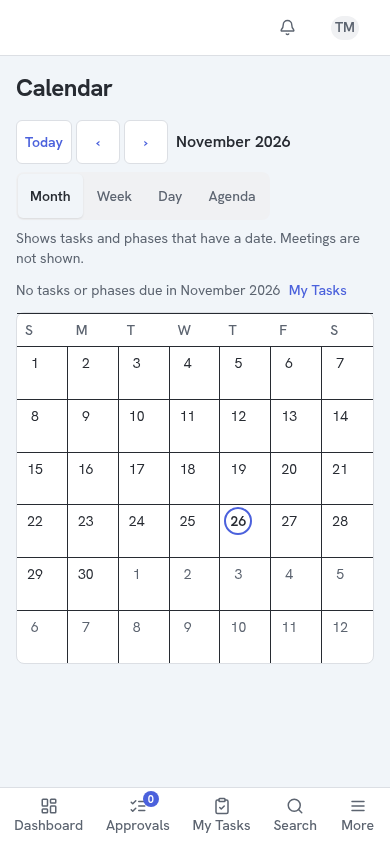 TM
Calendar
Today ‹ › November 2026
Month Week Day Agenda
Shows tasks and phases that have a date. Meetings are
not shown.
No tasks or phases due in November 2026 My Tasks
S M T W T F S
1 2 3 4 5 6 7
8 9 10 11 12 13 14
15 16 17 18 19 20 21
22 23 24 25 26 27 28
29 30 1 2 3 4 5
6 7 8 9 10 11 12
0
Dashboard Approvals My Tasks Search More